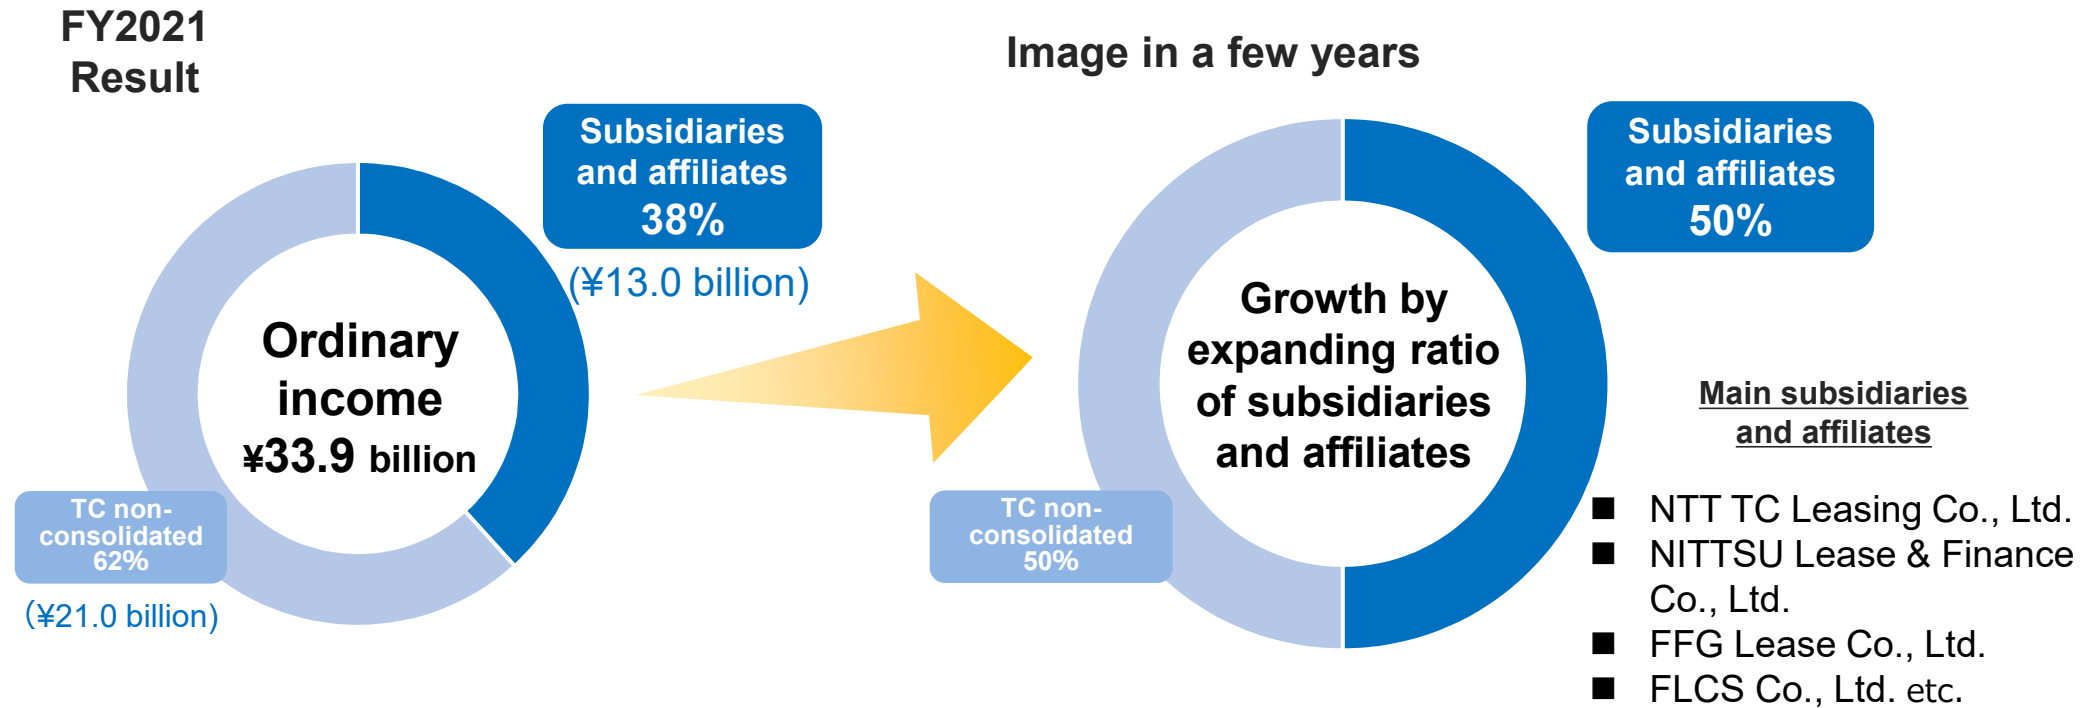 FY2021
Result
Subsidiaries
and affiliates
38%
(¥13.0 billion)
Ordinary
income
¥33.9 billion
TC non-
consolidated
62%
(¥21.0 billion)
Image in a few years
Subsidiaries
and affiliates
50%
Growth by
expanding ratio
of subsidiaries
and affiliates
TC non-
consolidated
50%
Main subsidiaries
and affiliates
■ NTT TC Leasing Co., Ltd.
■ NITTSU Lease & Finance
Co., Ltd.
■ FFG Lease Co., Ltd.
■ FLCS Co., Ltd. etc.